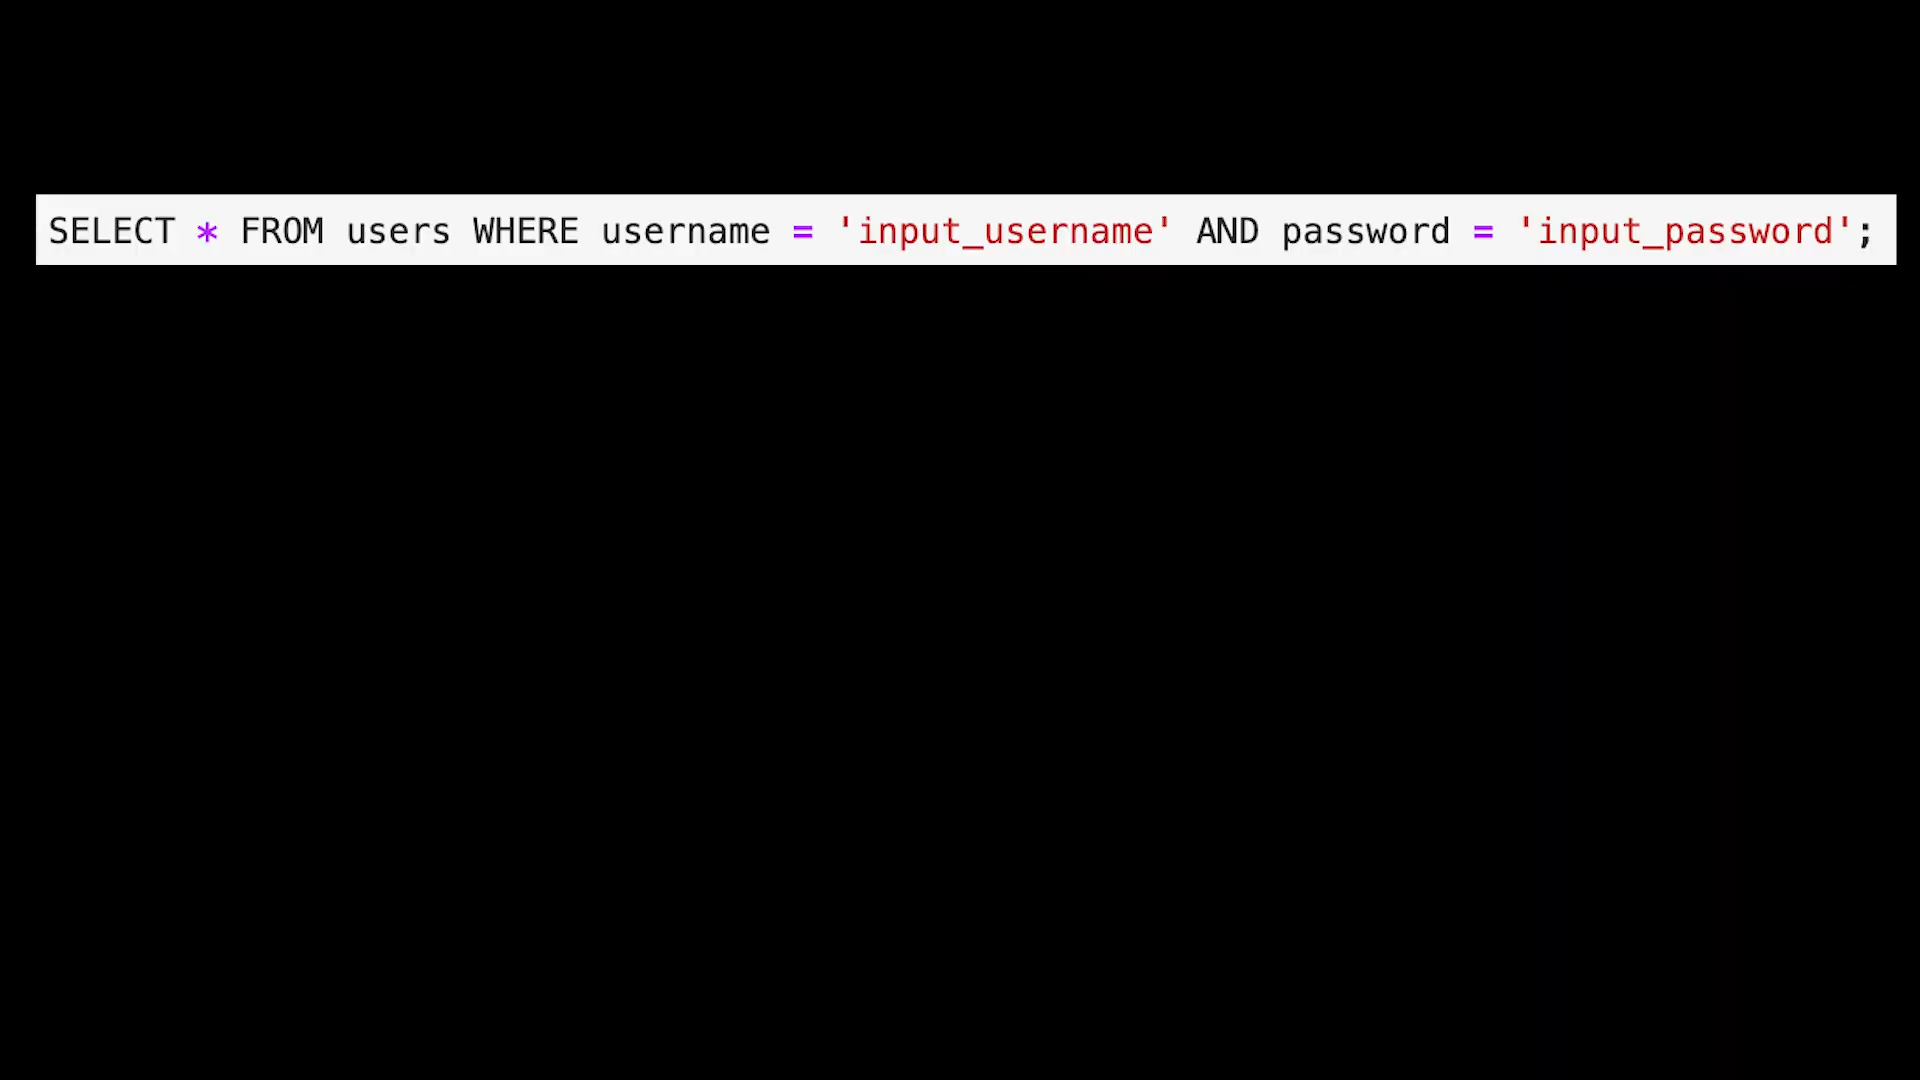 SELECT * FROM users WHERE username = 'input_username' AND password = 'input_password';